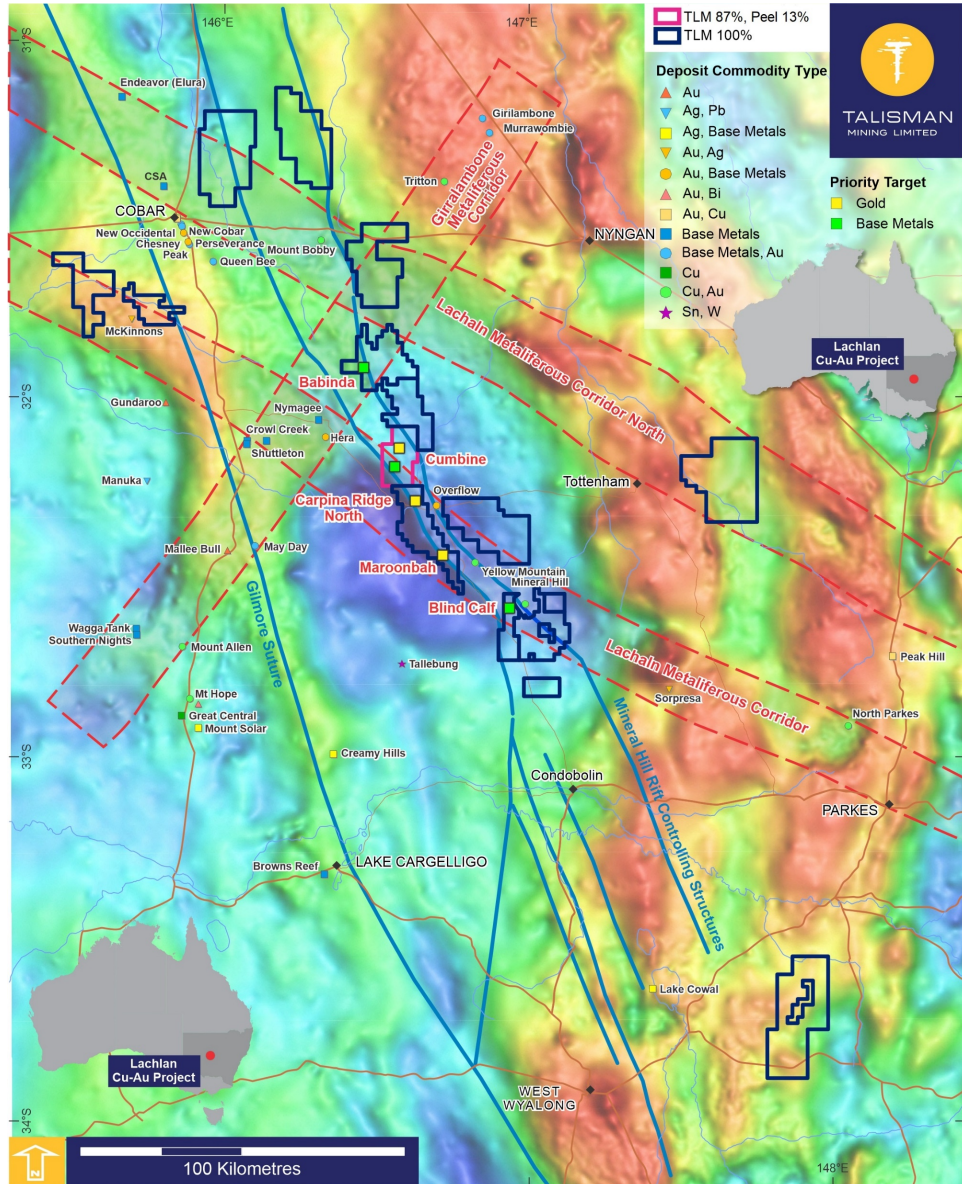 146°E
147°E
31°S
32°S
33°S
34°S
148°E
TLM 87%, Peel 13%
TLM 100%
Deposit Commodity Type
Au
Ag, Pb
Ag, Base Metals
Au, Ag
Au, Base Metals
Au, Bi
Au, Cu
Base Metals
Base Metals, Au
Cu
Cu, Au
Sn, W
TALISMAN
MINING LIMITED
Priority Target
Gold
Base Metals
Lachlan
Cu-Au Project
Endeavor (Elura)
Girilambone
Murrawombie
Girralambone
Metaliferous
Corridor
Tritton
CSA
COBAR
New Occidental
New Cobar
Chesney
Perseverance
Peak
Queen Bee
Mount Bobby
NYNGAN
McKinnons
Lachaln Metaliferous Corridor North
Babinda
Gundaroo
Nymagee
Crowl Creek
Hera
Shuttleton
Cumbine
Manuka
Carpina Ridge
North
Overflow
Tottenham
Mallee Bull
May Day
Maroonbah
Yellow Mountain
Mineral Hill
Blind Calf
Wagga Tank
Southern Nights
Mount Allen
Gilmore Suture
Tallebung
Lachaln Metaliferous Corridor
Peak Hill
Sorpresa
Mt Hope
Great Central
Mount Solar
North Parkes
Creamy Hills
Mineral Hill Rift Controlling Structures
Condobolin
PARKES
LAKE CARGELLIGO
Browns Reef
Lake Cowal
Lachlan
Cu-Au Project
WEST
WYALONG
N
100 Kilometres